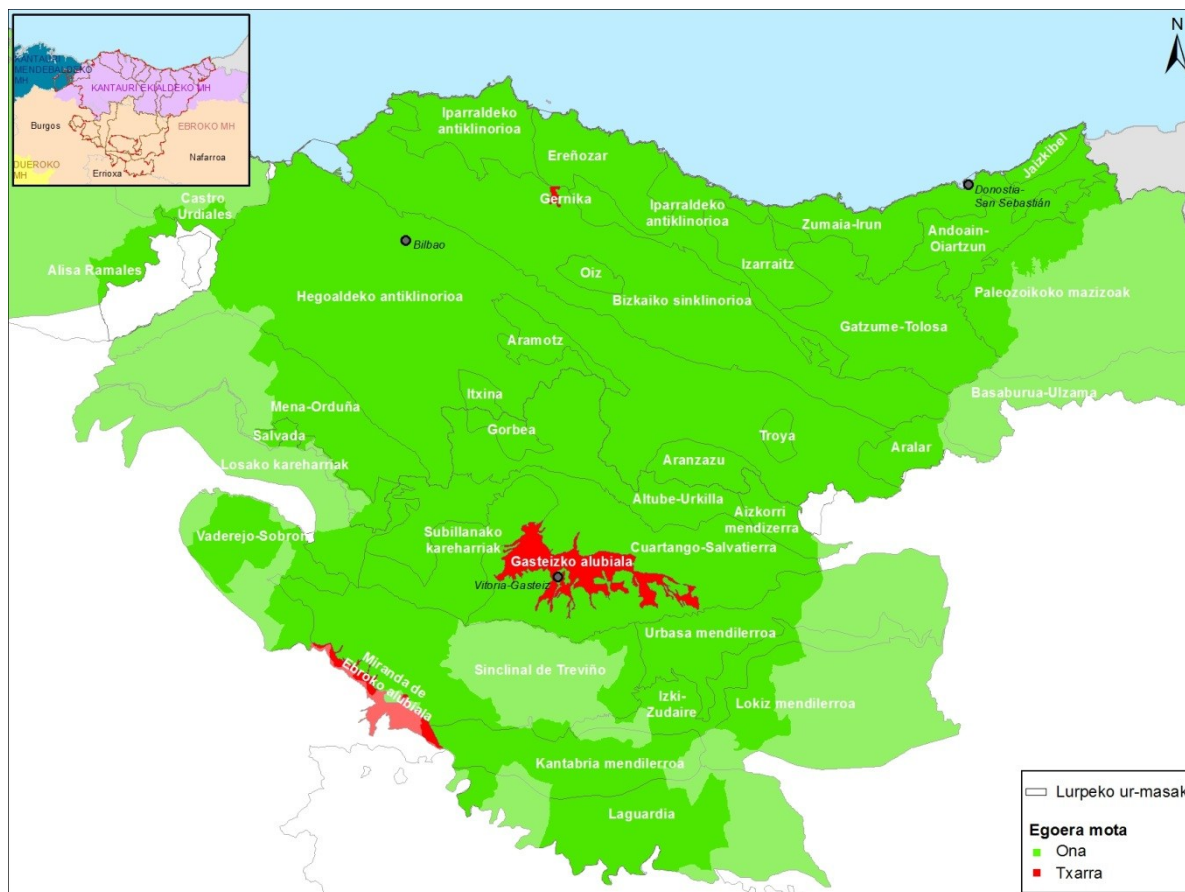 KANTAURI
MENDEBALDEKO
MH
KANTAURI EKIALDEKO MH
Burgos
EBROKO MH
Nafarroa
DUEROKO
MH
Errioxa
N
Iparraldeko
antiklinorioa
Ereñozar
Gernika
Iparraldeko
antiklinorioa
Jaizkibel
Donostia-
San Sebastián
Zumaia-Irun
Andoain-
Oiartzun
Castro
Urdiales
Bilbao
Alisa Ramales
Oiz
Izarraitz
Hegoaldeko antiklinorioa
Bizkaiko sinklinorioa
Paleozoikoko mazizoak
Gatzume-Tolosa
Aramotz
Itxina
Basaburua-Ulzama
Mena-Orduña
Gorbea
Troya
Salvada
Aralar
Losako kareharriak
Aranzazu
Altube-Urkilla
Aizkorri
mendizerra
Vaderejo-Sobron
Subillanako
kareharriak
Cuartango-Salvatierra
Gasteizko alubiala
Vitoria-Gasteiz
Urbasa mendilerroa
Miranda de
Ebroko alubiala
Sinclinal de Treviño
Izki-
Zudaire
Lokiz mendilerroa
Kantabria mendilerroa
Laguardia
Lurpeko ur-masak
Egoera mota
Ona
Txarra